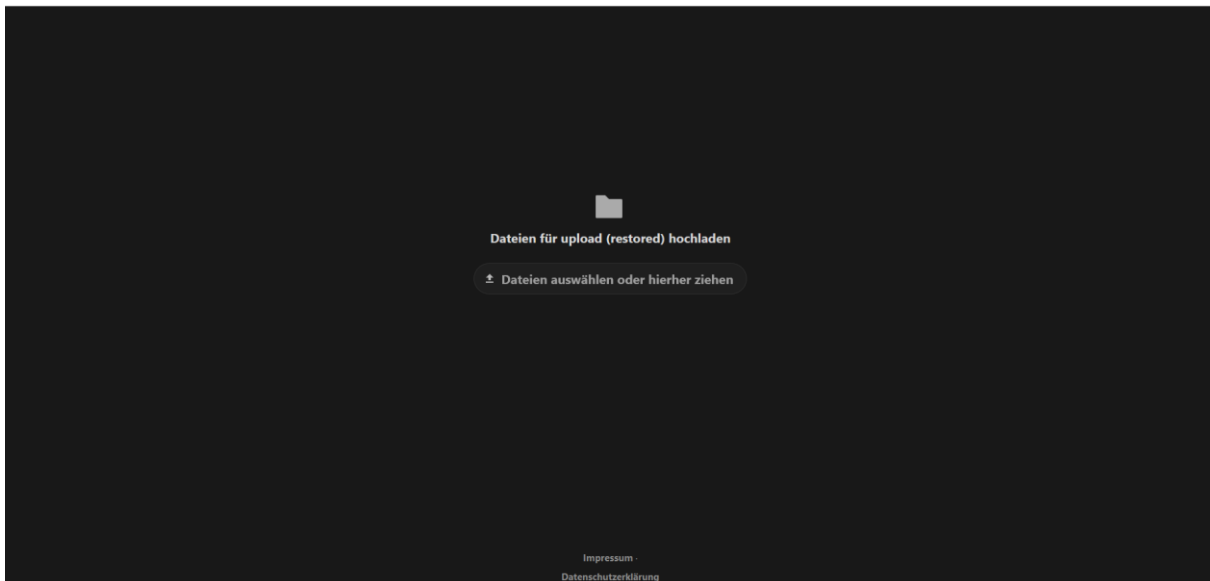 Dateien für upload (restored) hochladen
Dateien auswählen oder hierher ziehen
Impressum ·
Datenschutzerklärung